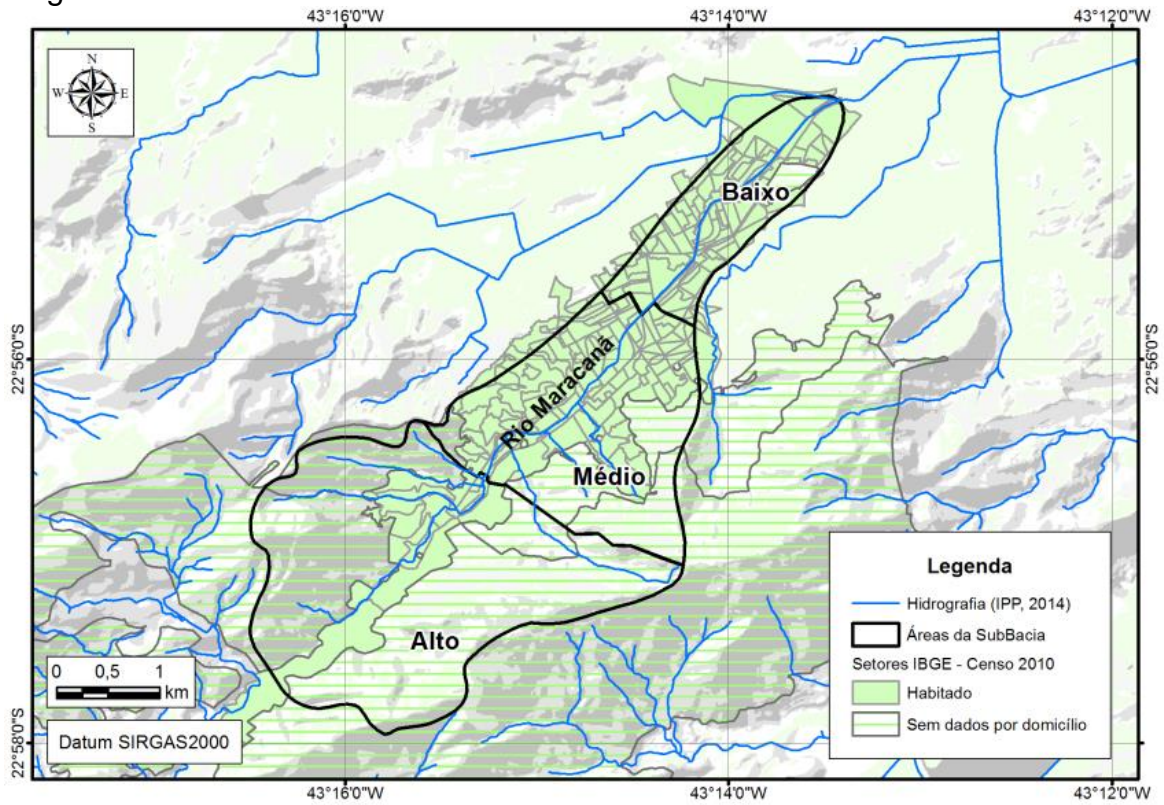 43°16'0"W 43°14'0"W 43°12'0"W
N
W E
S
Baixo
22°56'0"S 22°56'0"S
Rio Maracanã
Médio
Alto
Legenda
Hidrografia (IPP, 2014)
Áreas da SubBacia
Setores IBGE - Censo 2010
Habitado
Sem dados por domicílio
0 0,5 1
km
Datum SIRGAS2000
22°58'0"S
43°16'0"W 43°14'0"W 43°12'0"W